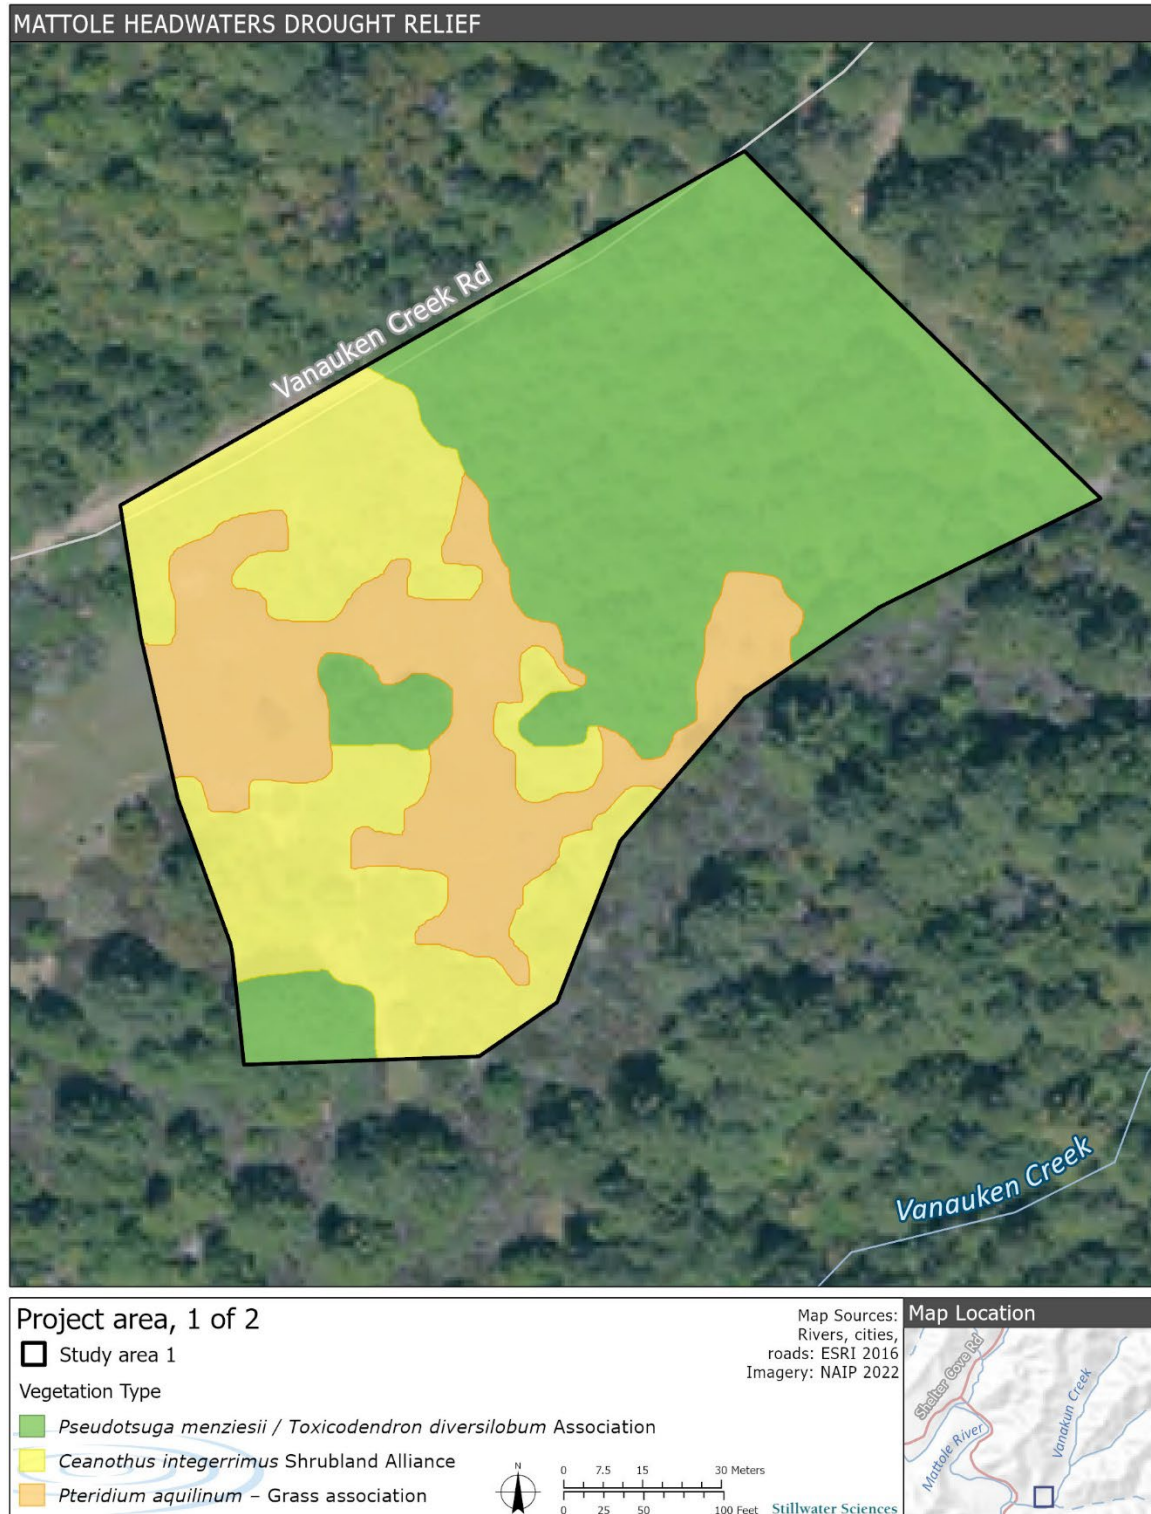 MATTOLE HEADWATERS DROUGHT RELIEF
Vanauken Creek Rd
Vanauken Creek
Project area, 1 of 2
Study area 1
Vegetation Type
Pseudotsuga menziesii / Toxicodendron diversilobum Association
Ceanothus integerrimus Shrubland Alliance
Pteridium aquilinum – Grass association
N
0 7.5 15 30 Meters
0 25 50 100 Feet
Map Sources:
Rivers, cities,
roads: ESRI 2016
Imagery: NAIP 2022
Stillwater Sciences
Map Location
Shelter Cove Rd
Mattole River
Vanakun Creek